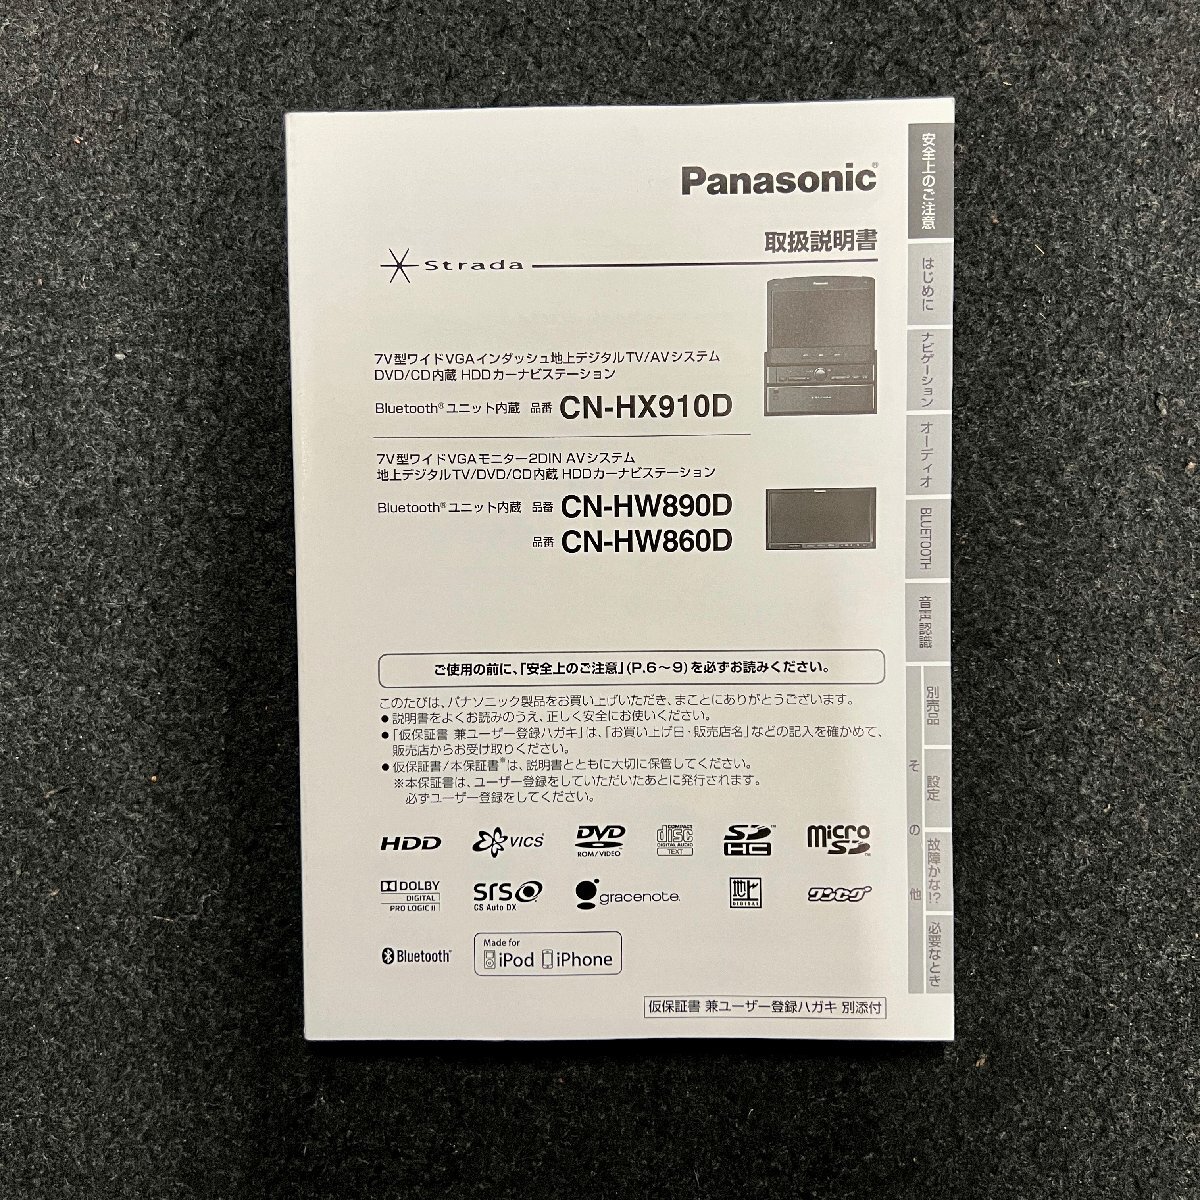 Panasonic®
取扱説明書
Strada
7V型ワイドVGAインダッシュ地上デジタルTV/AVシステム
DVD/CD内蔵 HDDカーナビステーション
Bluetooth®ユニット内蔵 品番 CN-HX910D
7V型ワイドVGAモニター2DIN AVシステム
地上デジタルTV/DVD/CD内蔵 HDDカーナビステーション
Bluetooth®ユニット内蔵 品番 CN-HW890D
品番 CN-HW860D
ご使用の前に、「安全上のご注意」(P.6～9)を必ずお読みください。
このたびは、パナソニック製品をお買い上げいただき、まことにありがとうございます。
●説明書をよくお読みのうえ、正しく安全にお使いください。
●「仮保証書 兼ユーザー登録ハガキ」は、「お買い上げ日・販売店名」などの記入を確かめて、
販売店からお受け取りください。
●仮保証書/本保証書※は、説明書とともに大切に保管してください。
※本保証書は、ユーザー登録をしていただいたあとに発行されます。
必ずユーザー登録をしてください。
HDD
VICS
DVD
ROM/VIDEO
COMPACT
disc
DIGITAL AUDIO
TEXT
SD
HC
micro
SD
DOLBY
DIGITAL
PRO LOGIC II
SRS
CS Auto DX
gracenote
地上
DIGITAL
ワンセグ
Bluetooth
Made for
iPod iPhone
仮保証書 兼ユーザー登録ハガキ 別添付
安全上のご注意
はじめに
ナビゲーション
オーディオ
BLUETOOTH
音声認識
その他
別売品
設定
故障かな!?
必要なとき